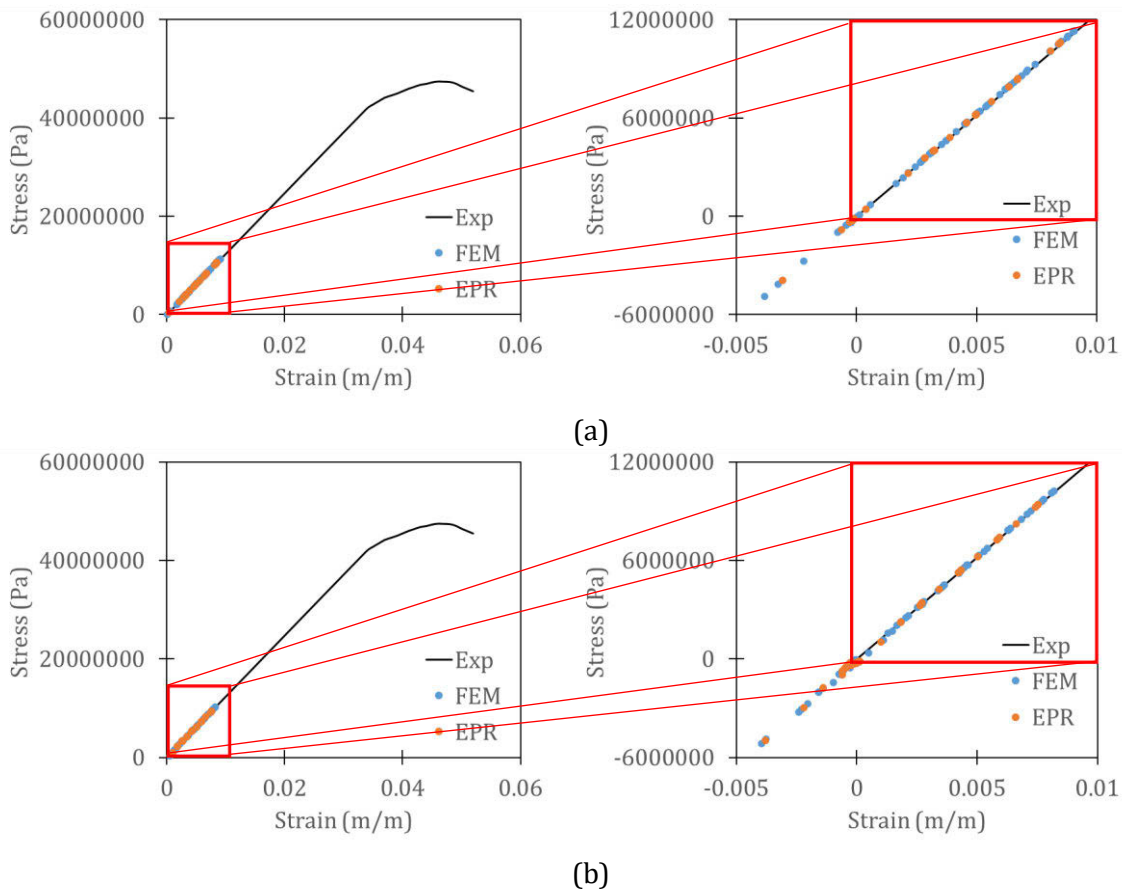 60000000
40000000
20000000
0
Stress (Pa)
Exp
FEM
EPR
0
0.02
0.04
0.06
Strain (m/m)
12000000
6000000
0
-6000000
Stress (Pa)
Exp
FEM
EPR
-0.005
0
0.005
0.01
Strain (m/m)
(a)
60000000
40000000
20000000
0
Stress (Pa)
Exp
FEM
EPR
0
0.02
0.04
0.06
Strain (m/m)
12000000
6000000
0
-6000000
Stress (Pa)
Exp
FEM
EPR
-0.005
0
0.005
0.01
Strain (m/m)
(b)